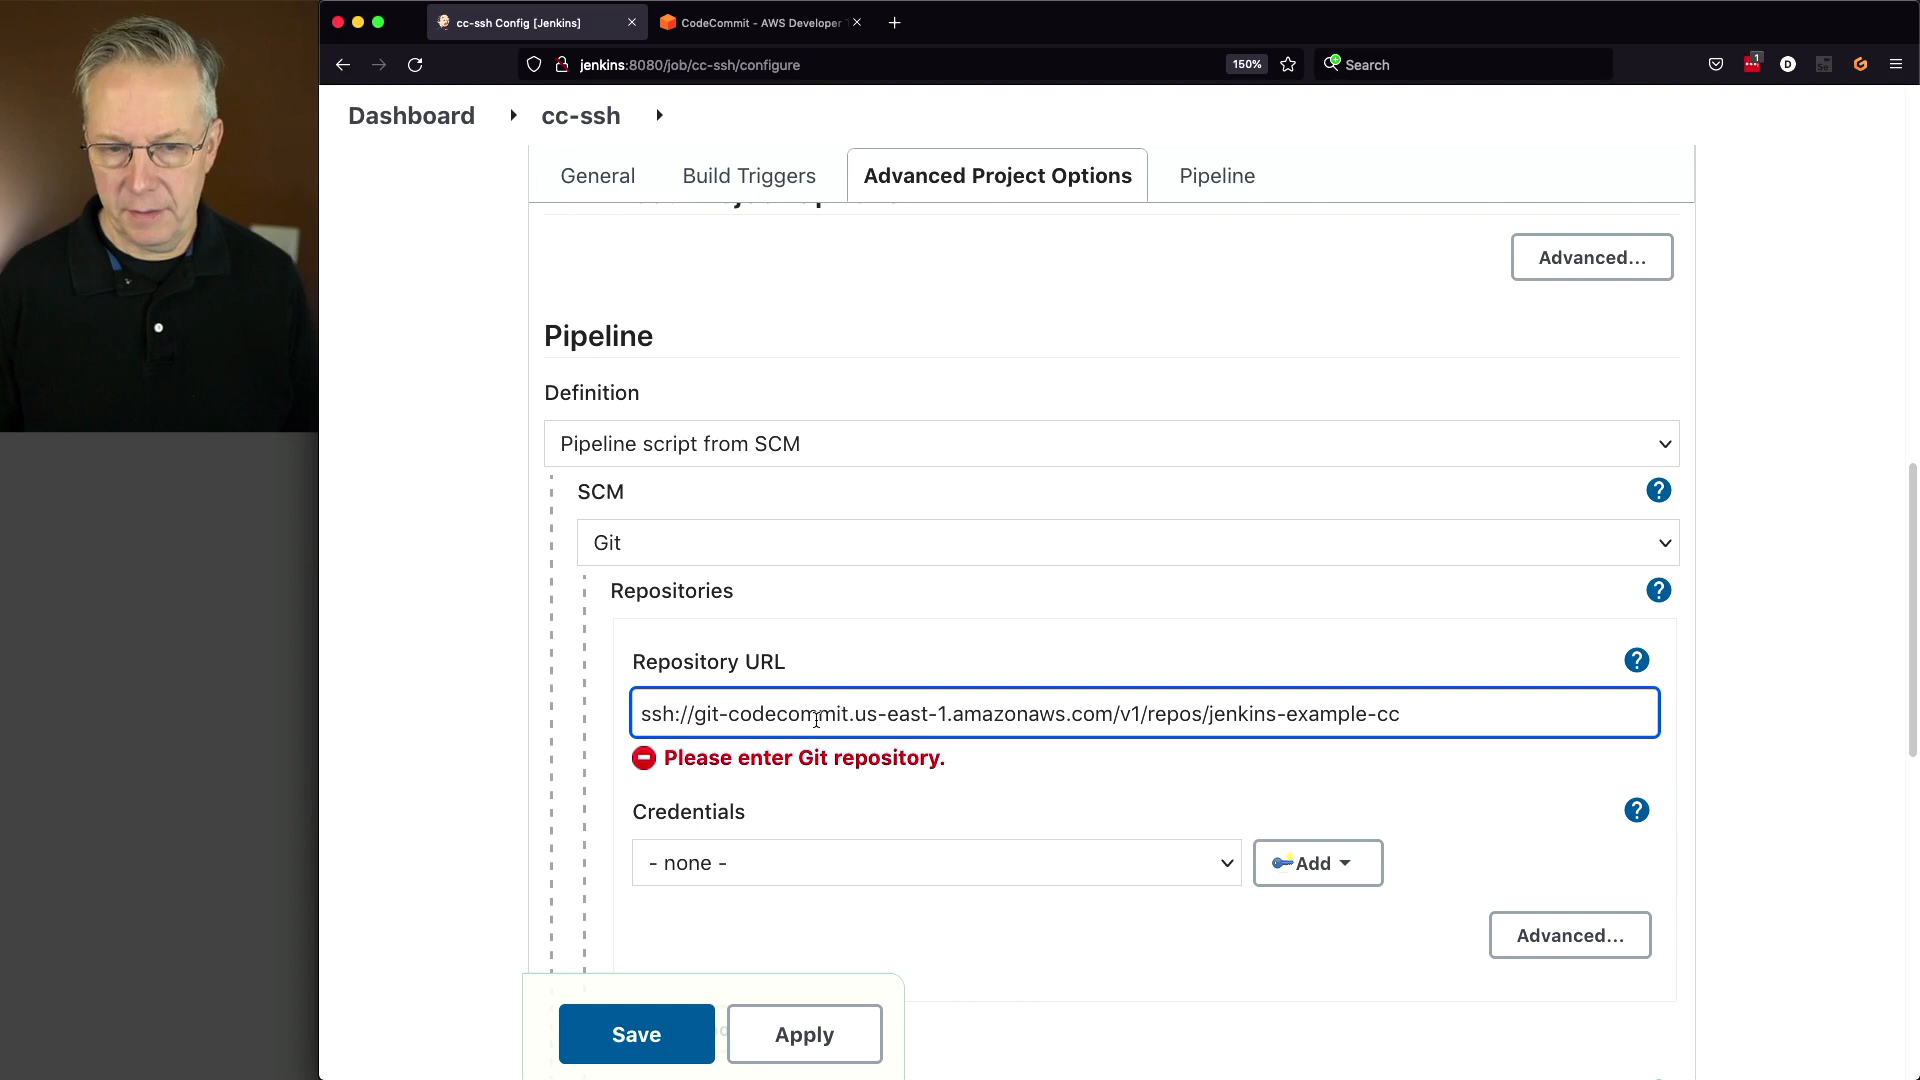 cc-ssh Config [Jenkins]
CodeCommit - AWS Developer
jenkins:8080/job/cc-ssh/configure
150%
Search
1
Dashboard
cc-ssh
General
Build Triggers
Advanced Project Options
Pipeline
Advanced...
Pipeline
Definition
Pipeline script from SCM
SCM
?
Git
Repositories
?
Repository URL
?
ssh://git-codecommit.us-east-1.amazonaws.com/v1/repos/jenkins-example-cc
Please enter Git repository.
Credentials
?
- none -
Add
Advanced...
Save
Apply